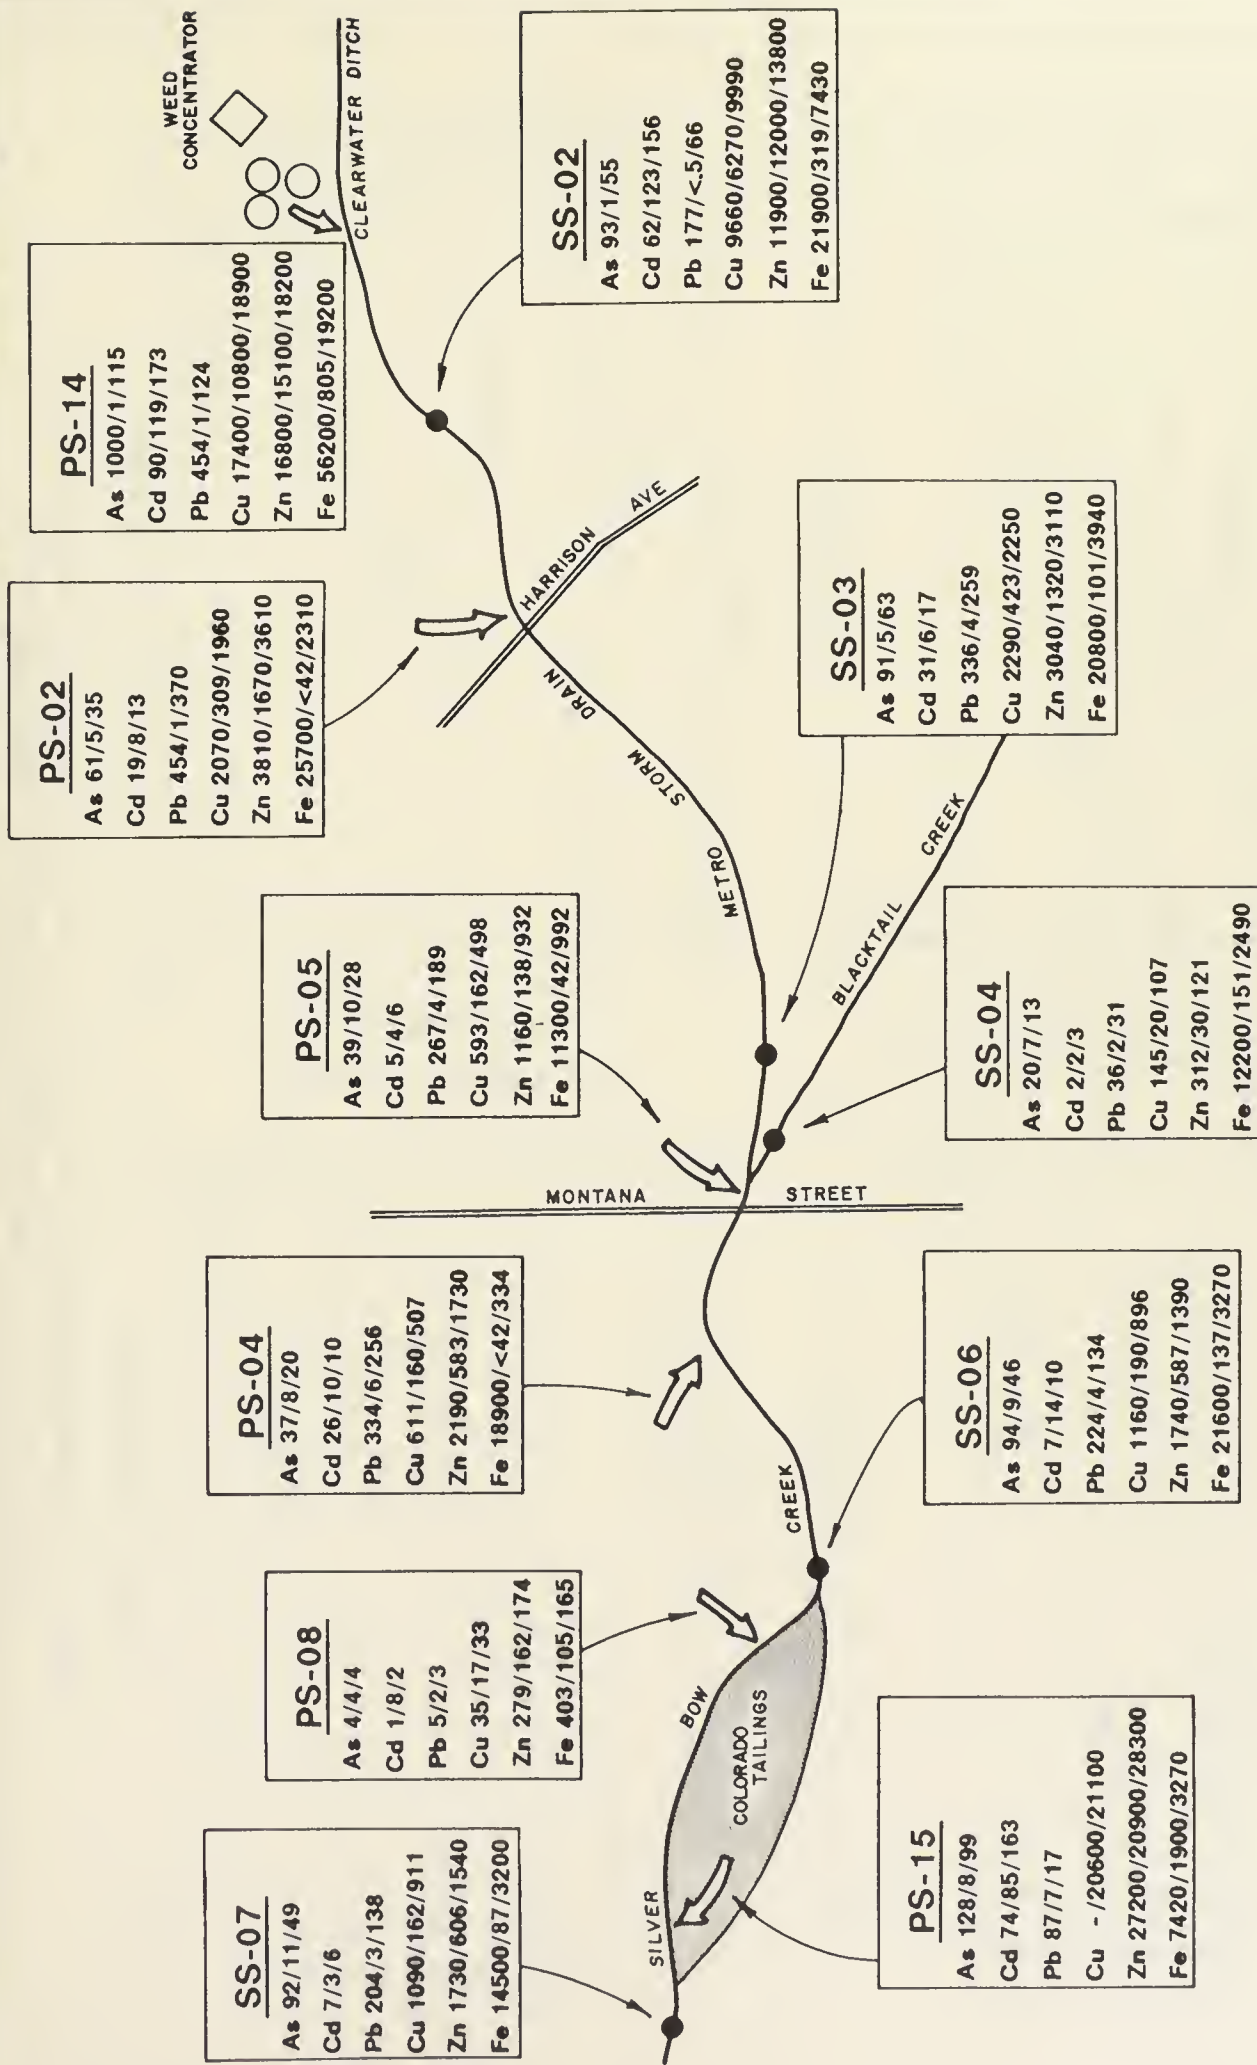 WEED
CONCENTRATOR
CLEARWATER DITCH
PS-14
As 1000/1/115
Cd 90/119/173
Pb 454/1/124
Cu 17400/10800/18900
Zn 16800/15100/18200
Fe 56200/805/19200
SS-02
As 93/1/55
Cd 62/123/156
Pb 177/<.5/66
Cu 9660/6270/9990
Zn 11900/12000/13800
Fe 21900/319/7430
PS-02
As 61/5/35
Cd 19/8/13
Pb 454/1/370
Cu 2070/309/1960
Zn 3810/1670/3610
Fe 25700/<42/2310
HARRISON AVE
METRO STORM DRAIN
SS-03
As 91/5/63
Cd 31/6/17
Pb 336/4/259
Cu 2290/423/2250
Zn 3040/1320/3110
Fe 20800/101/3940
BLACKTAIL CREEK
PS-05
As 39/10/28
Cd 5/4/6
Pb 267/4/189
Cu 593/162/498
Zn 1160/138/932
Fe 11300/42/992
SS-04
As 20/7/13
Cd 2/2/3
Pb 36/2/31
Cu 145/20/107
Zn 312/30/121
Fe 12200/151/2490
MONTANA STREET
PS-04
As 37/8/20
Cd 26/10/10
Pb 334/6/256
Cu 611/160/507
Zn 2190/583/1730
Fe 18900/<42/334
SS-06
As 94/9/46
Cd 7/14/10
Pb 224/4/134
Cu 1160/190/896
Zn 1740/587/1390
Fe 21600/137/3270
SILVER BOW CREEK
PS-08
As 4/4/4
Cd 1/8/2
Pb 5/2/3
Cu 35/17/33
Zn 279/162/174
Fe 403/105/165
COLORADO
TAILINGS
SS-07
As 92/11/49
Cd 7/3/6
Pb 204/3/138
Cu 1090/162/911
Zn 1730/606/1540
Fe 14500/87/3200
PS-15
As 128/8/99
Cd 74/85/163
Pb 87/7/17
Cu -/20600/21100
Zn 27200/20900/28300
Fe 7420/1900/3270